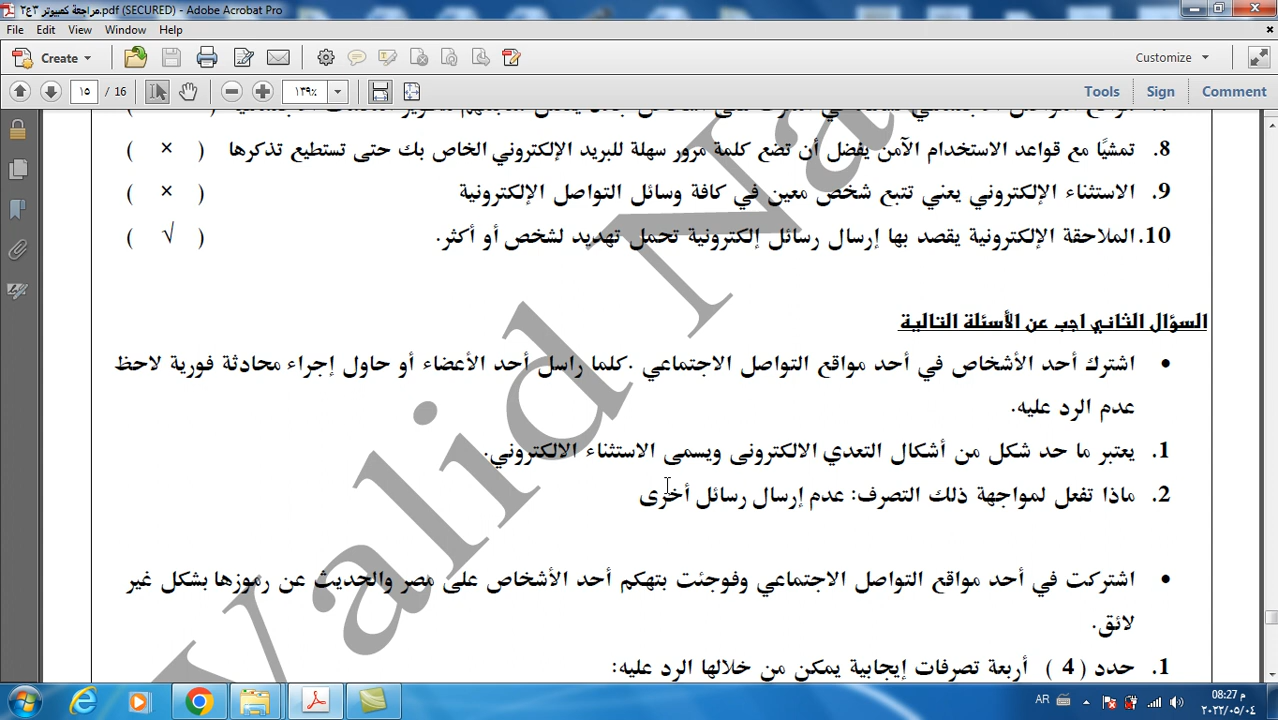 مراجعة كمبيوتر ٣ع٢.pdf (SECURED) - Adobe Acrobat Pro
File Edit View Window Help
Create Customize
١٥ / 16 ١٣٩٪ Tools Sign Comment
8. تمشيًا مع قواعد الاستخدام الآمن يفضل أن تضع كلمة مرور سهلة للبريد الإلكتروني الخاص بك حتى تستطيع تذكرها ( × )
9. الاستثناء الإلكتروني يعني تتبع شخص معين في كافة وسائل التواصل الإلكترونية ( × )
10. الملاحقة الإلكترونية يقصد بها إرسال رسائل إلكترونية تحمل تهديد لشخص أو أكثر. ( √ )
السؤال الثاني اجب عن الأسئلة التالية
• اشترك أحد الأشخاص في أحد مواقع التواصل الاجتماعي .كلما راسل أحد الأعضاء أو حاول إجراء محادثة فورية لاحظ
عدم الرد عليه.
1. يعتبر ما حد شكل من أشكال التعدي الالكترونى ويسمى الاستثناء الالكتروني.
2. ماذا تفعل لمواجهة ذلك التصرف: عدم إرسال رسائل أخرى
• اشتركت في أحد مواقع التواصل الاجتماعي وفوجئت بتهكم أحد الأشخاص على مصر والحديث عن رموزها بشكل غير
لائق.
1. حدد ( 4 ) أربعة تصرفات إيجابية يمكن من خلالها الرد عليه:
Valid Na
AR 08:27 م
٢٠٢٢/٠٥/٠٤